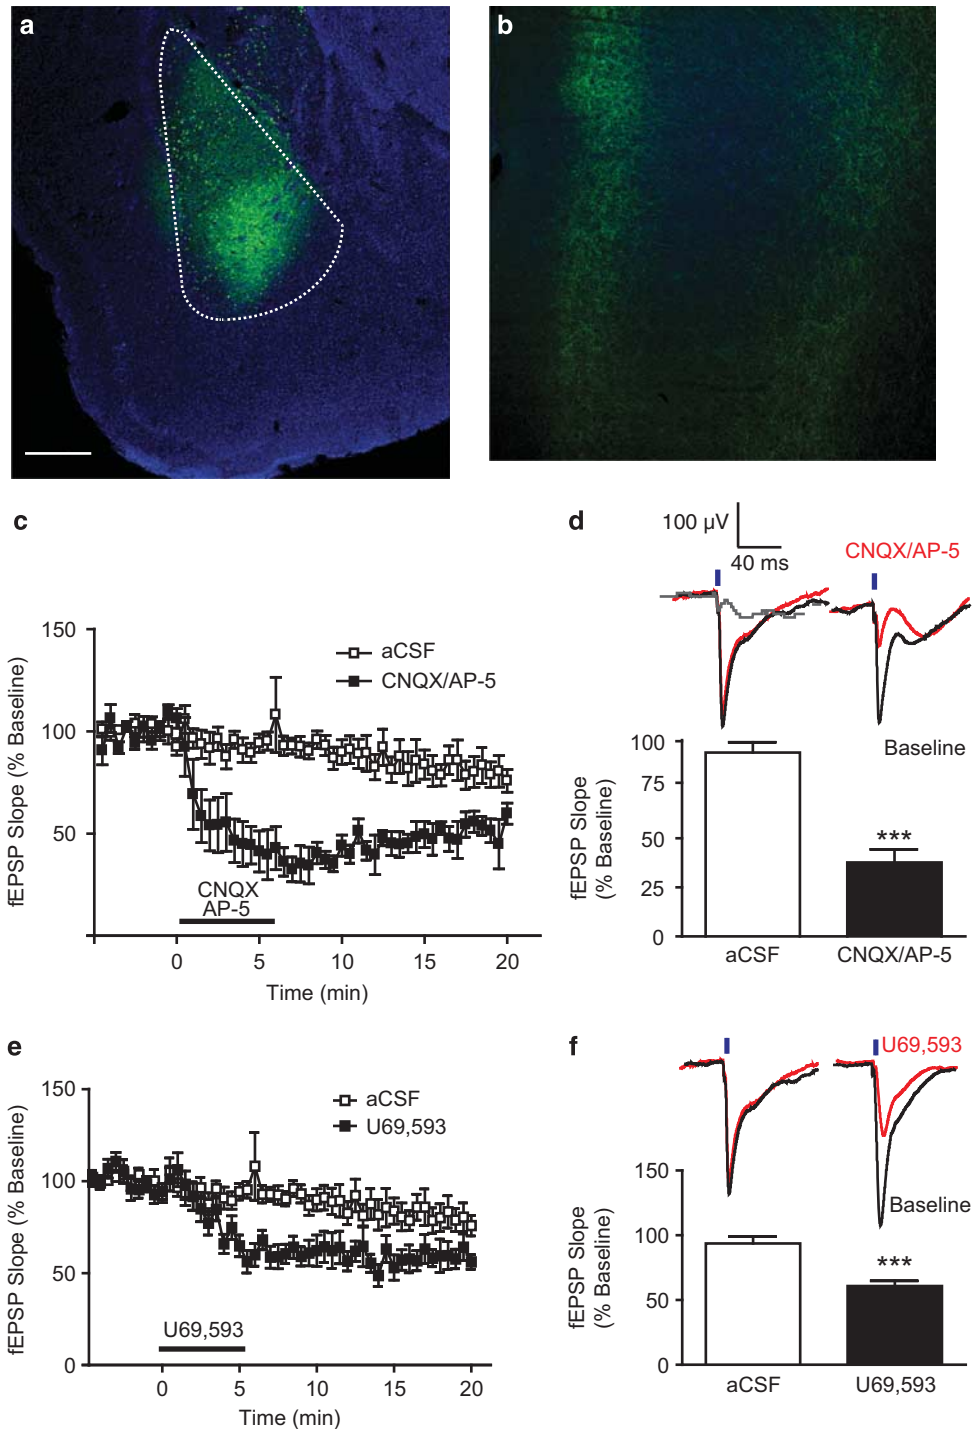 a
b
c
fEPSP Slope (% Baseline)
150
100
50
aCSF
CNQX/AP-5
CNQX
AP-5
0
5
10
15
20
Time (min)
d
100 µV
40 ms
CNQX/AP-5
Baseline
fEPSP Slope
(% Baseline)
100
75
50
25
0
***
aCSF
CNQX/AP-5
e
fEPSP Slope (% Baseline)
150
100
50
0
aCSF
U69,593
U69,593
0
5
10
15
20
Time (min)
f
U69,593
Baseline
fEPSP Slope
(% Baseline)
150
100
50
0
***
aCSF
U69,593